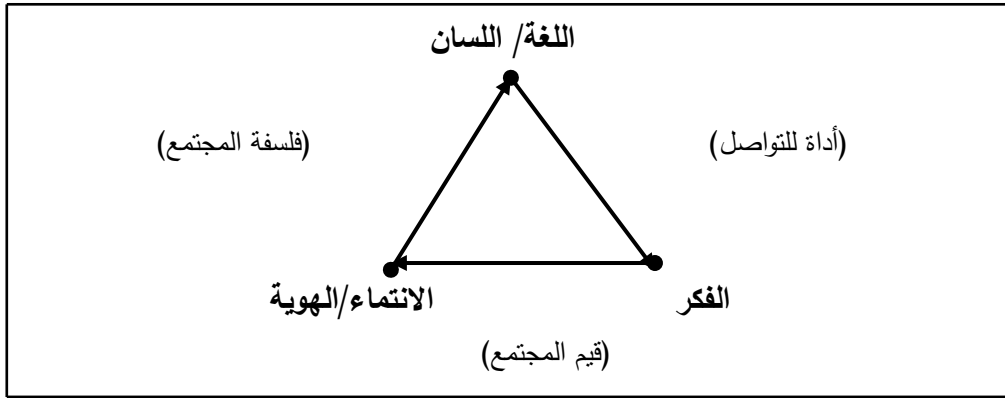 اللغة/ اللسان
(أداة للتواصل)
(فلسفة المجتمع)
الفكر
الانتماء/الهوية
(قيم المجتمع)